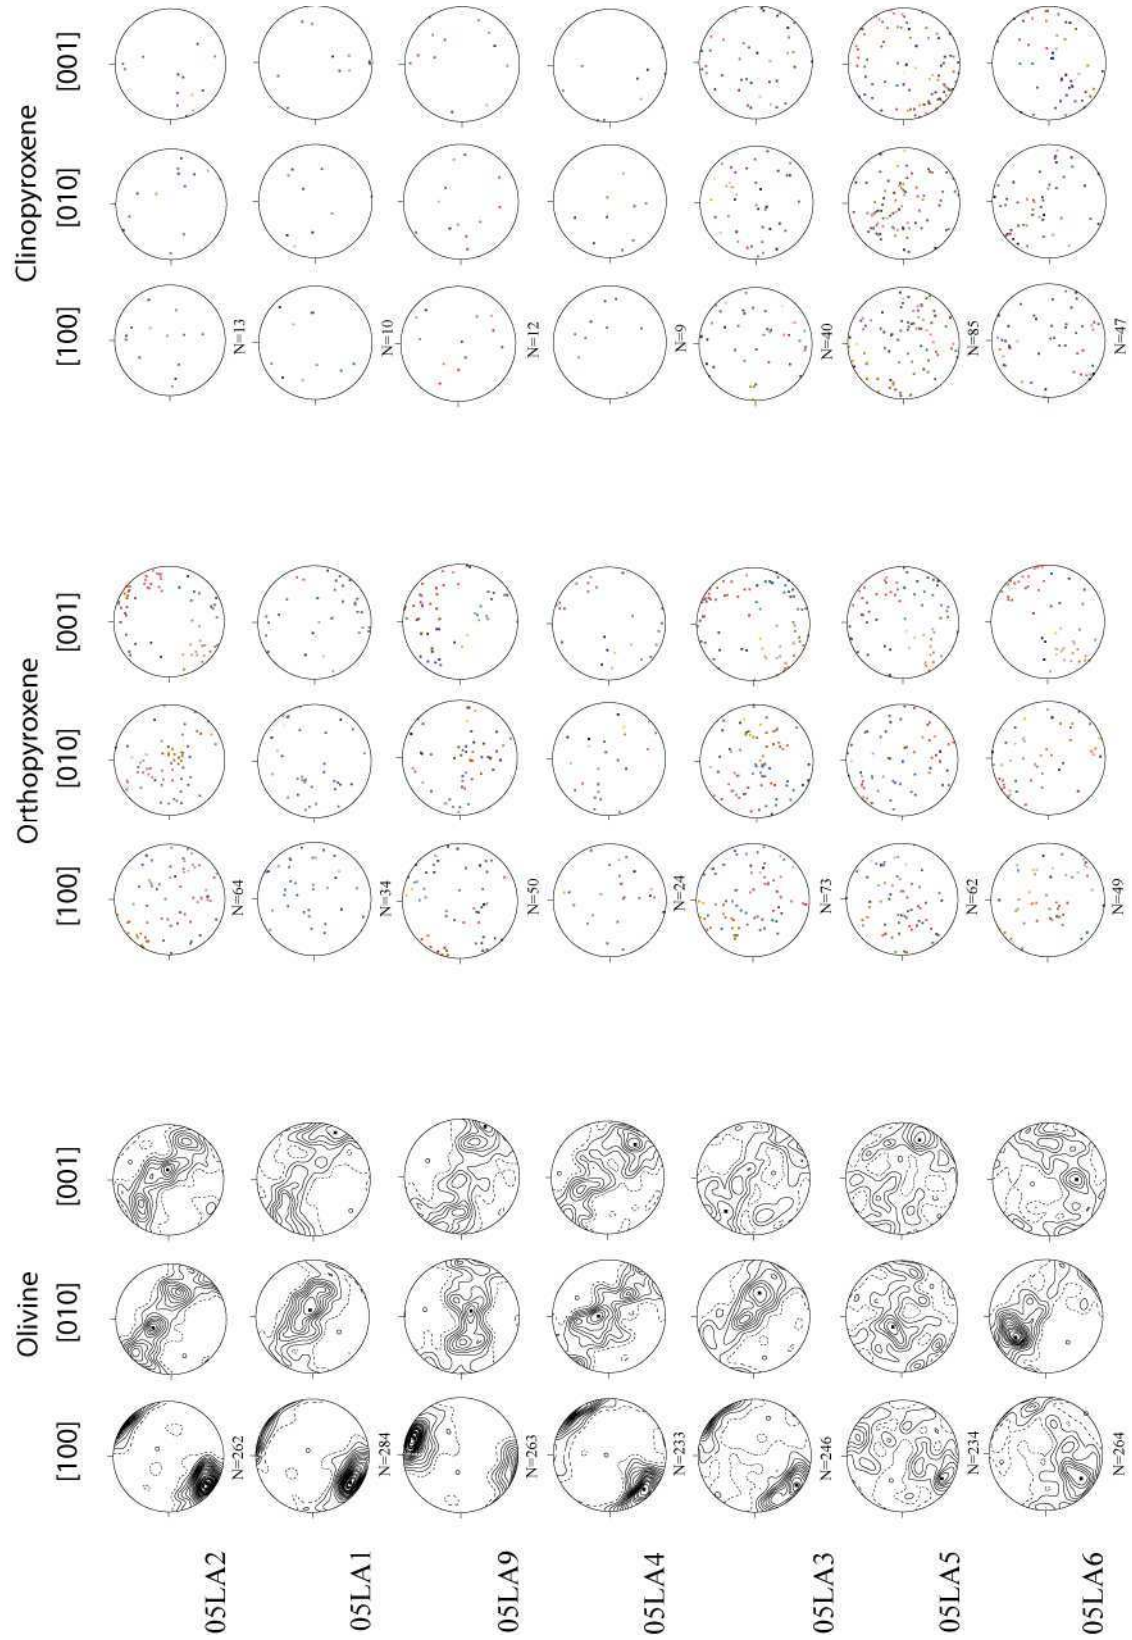 Olivine Orthopyroxene Clinopyroxene
[100] [010] [001] [100] [010] [001] [100] [010] [001]
05LA2
N=262 N=64 N=13
05LA1
N=284 N=34 N=10
05LA9
N=263 N=50 N=12
05LA4
N=233 N=24 N=9
05LA3
N=246 N=73 N=40
05LA5
N=234 N=62 N=85
05LA6
N=264 N=49 N=47